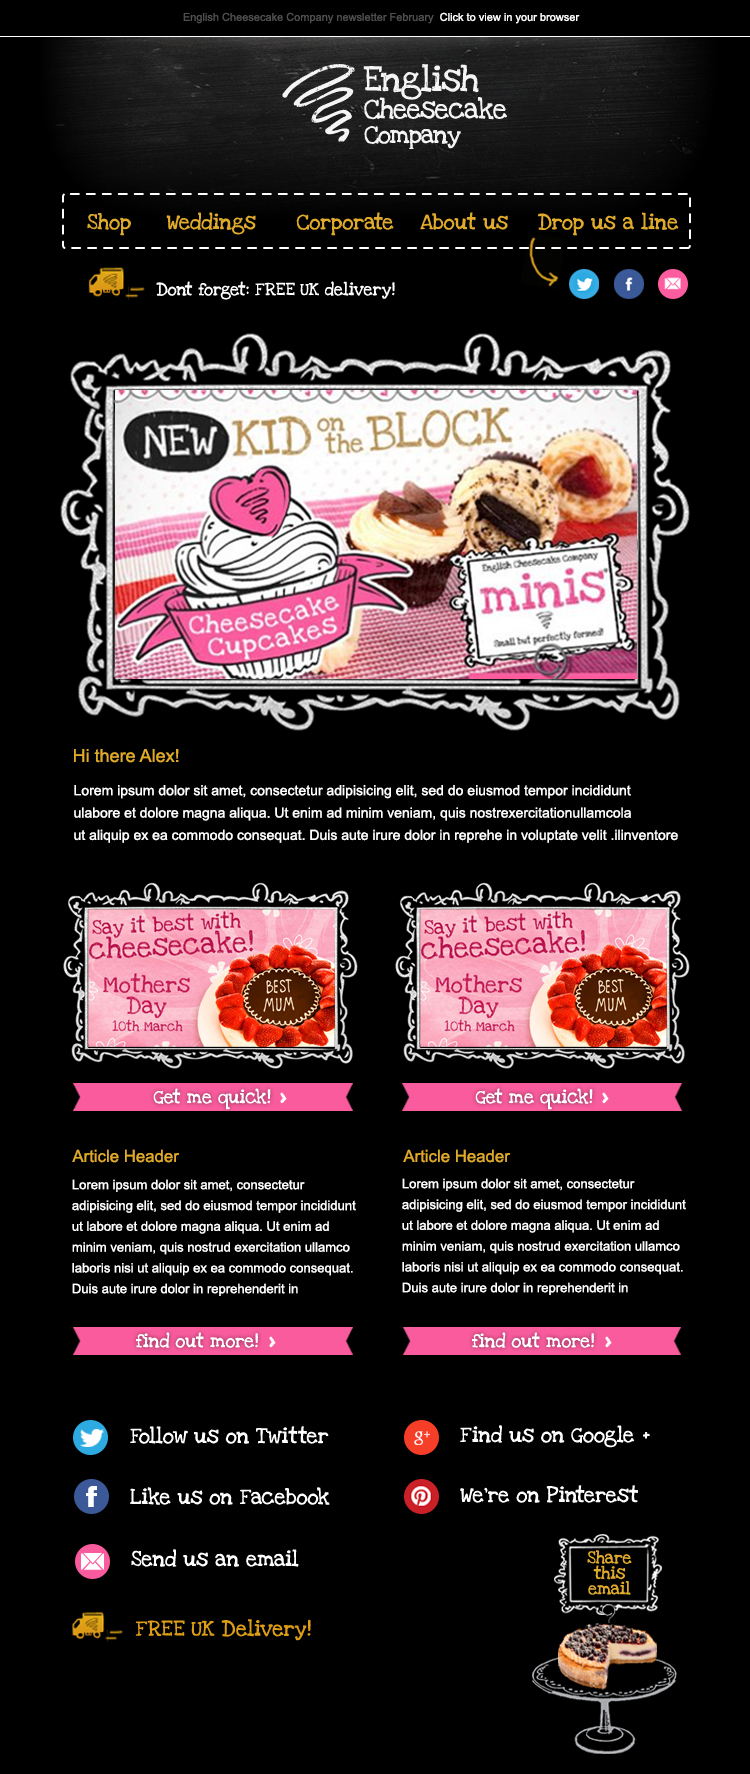 English Cheesecake Company newsletter February Click to view in your browser
English
Cheesecake
Company
Shop Weddings Corporate About us Drop us a line
Dont forget: FREE UK delivery!
NEW KID on the BLOCK
English Cheesecake Company
minis
Small but perfectly formed!
Cheesecake
Cupcakes
Hi there Alex!
Lorem ipsum dolor sit amet, consectetur adipisicing elit, sed do eiusmod tempor incididunt
ulabore et dolore magna aliqua. Ut enim ad minim veniam, quis nostrexercitationullamcola
ut aliquip ex ea commodo consequat. Duis aute irure dolor in reprehe in voluptate velit .ilinventore
Say it best with
cheesecake!
Mothers
Day
10th March
BEST
MUM
Say it best with
cheesecake!
Mothers
Day
10th March
BEST
MUM
Get me quick! ›
Get me quick! ›
Article Header
Lorem ipsum dolor sit amet, consectetur
adipisicing elit, sed do eiusmod tempor incididunt
ut labore et dolore magna aliqua. Ut enim ad
minim veniam, quis nostrud exercitation ullamco
laboris nisi ut aliquip ex ea commodo consequat.
Duis aute irure dolor in reprehenderit in
Article Header
Lorem ipsum dolor sit amet, consectetur
adipisicing elit, sed do eiusmod tempor incididunt
ut labore et dolore magna aliqua. Ut enim ad
minim veniam, quis nostrud exercitation ullamco
laboris nisi ut aliquip ex ea commodo consequat.
Duis aute irure dolor in reprehenderit in
find out more! ›
find out more! ›
Follow us on Twitter
g+ Find us on Google +
Like us on Facebook
We're on Pinterest
Send us an email
Share
this
email
FREE UK Delivery!